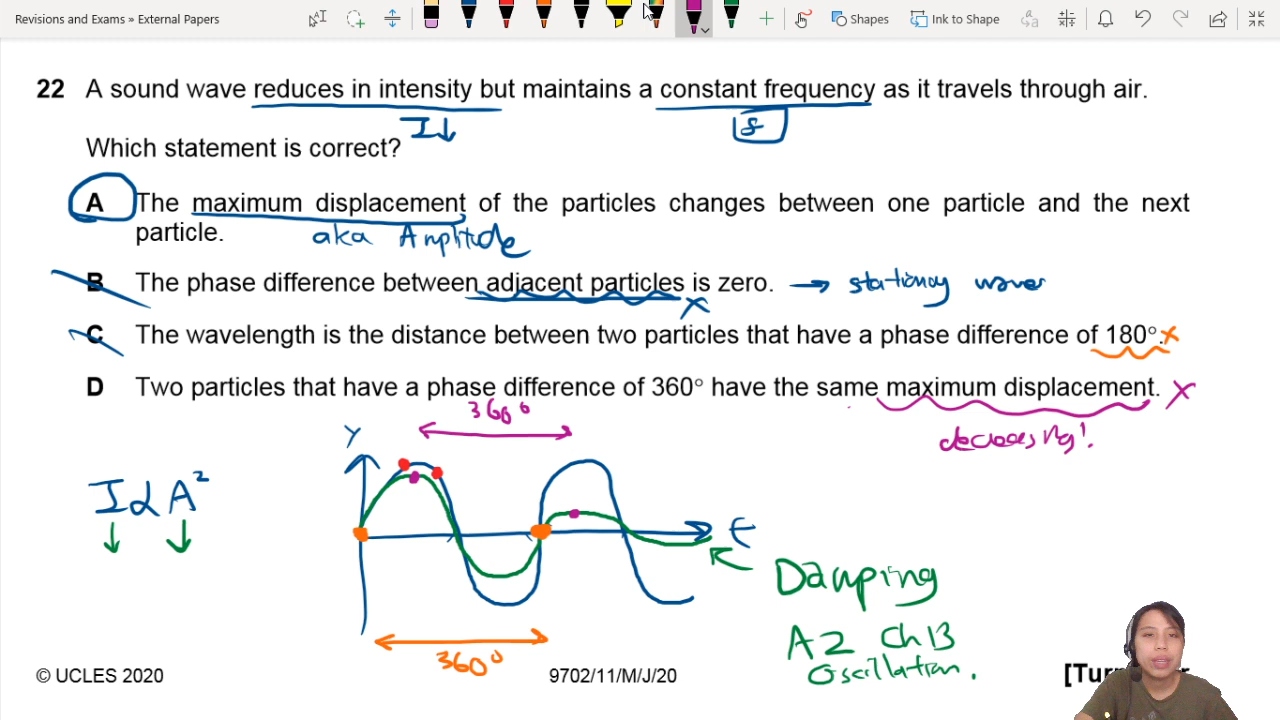 Revisions and Exams » External Papers
Shapes
Ink to Shape
22 A sound wave reduces in intensity but maintains a constant frequency as it travels through air.
I↓
f
Which statement is correct?
A The maximum displacement of the particles changes between one particle and the next
particle.
aka Amplitude
B The phase difference between adjacent particles is zero. → stationary waves
C The wavelength is the distance between two particles that have a phase difference of 180°.
D Two particles that have a phase difference of 360° have the same maximum displacement.
360°
decreasing!
Y
I α A²
↓ ↓
t
Damping
A2 Ch 13
Oscillation.
360°
© UCLES 2020
9702/11/M/J/20